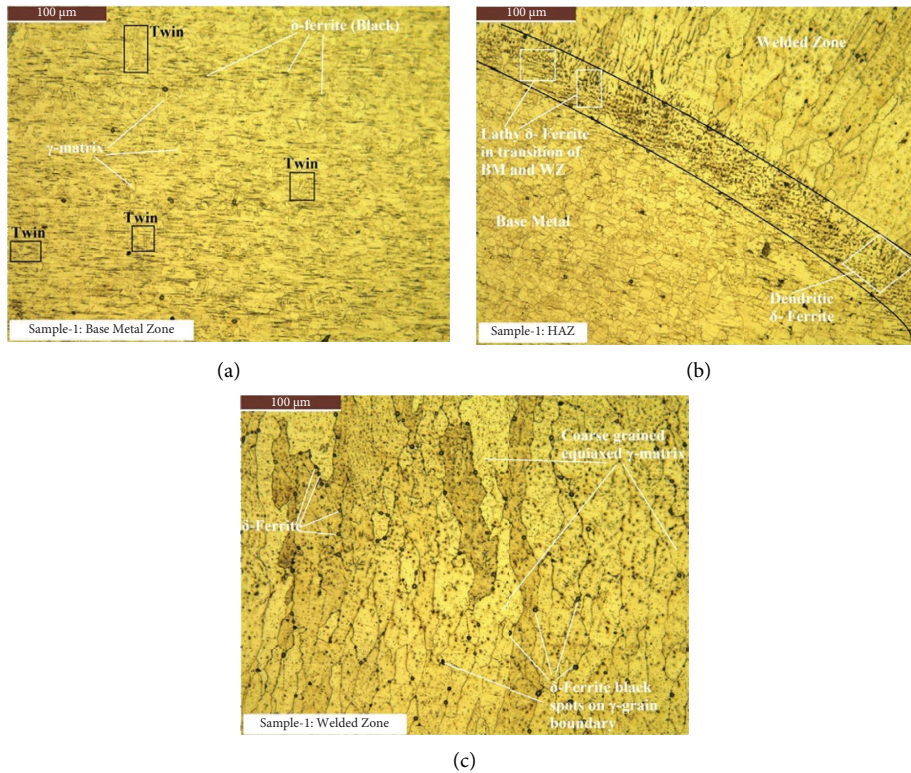 100 µm
Twin
δ-ferrite (Black)
γ-matrix
Twin
Twin
Twin
Sample-1: Base Metal Zone
(a)
100 µm
Welded Zone
Lathy δ- Ferrite
in transition of
BM and WZ
Base Metal
Dendritic
δ- Ferrite
Sample-1: HAZ
(b)
100 µm
Coarse grained
equiaxed γ-matrix
δ-Ferrite
δ-Ferrite black
spots on γ-grain
boundary
Sample-1: Welded Zone
(c)